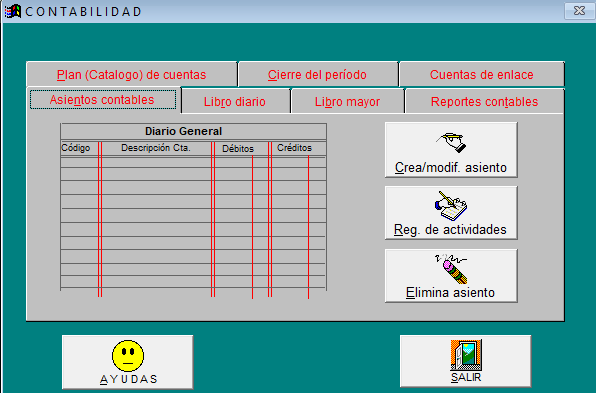 CONTABILIDAD
Plan (Catalogo) de cuentas
Cierre del período
Cuentas de enlace
Asientos contables
Libro diario
Libro mayor
Reportes contables
Diario General
Código
Descripción Cta.
Débitos
Créditos
Crea/modif. asiento
Reg. de actividades
Elimina asiento
AYUDAS
SALIR